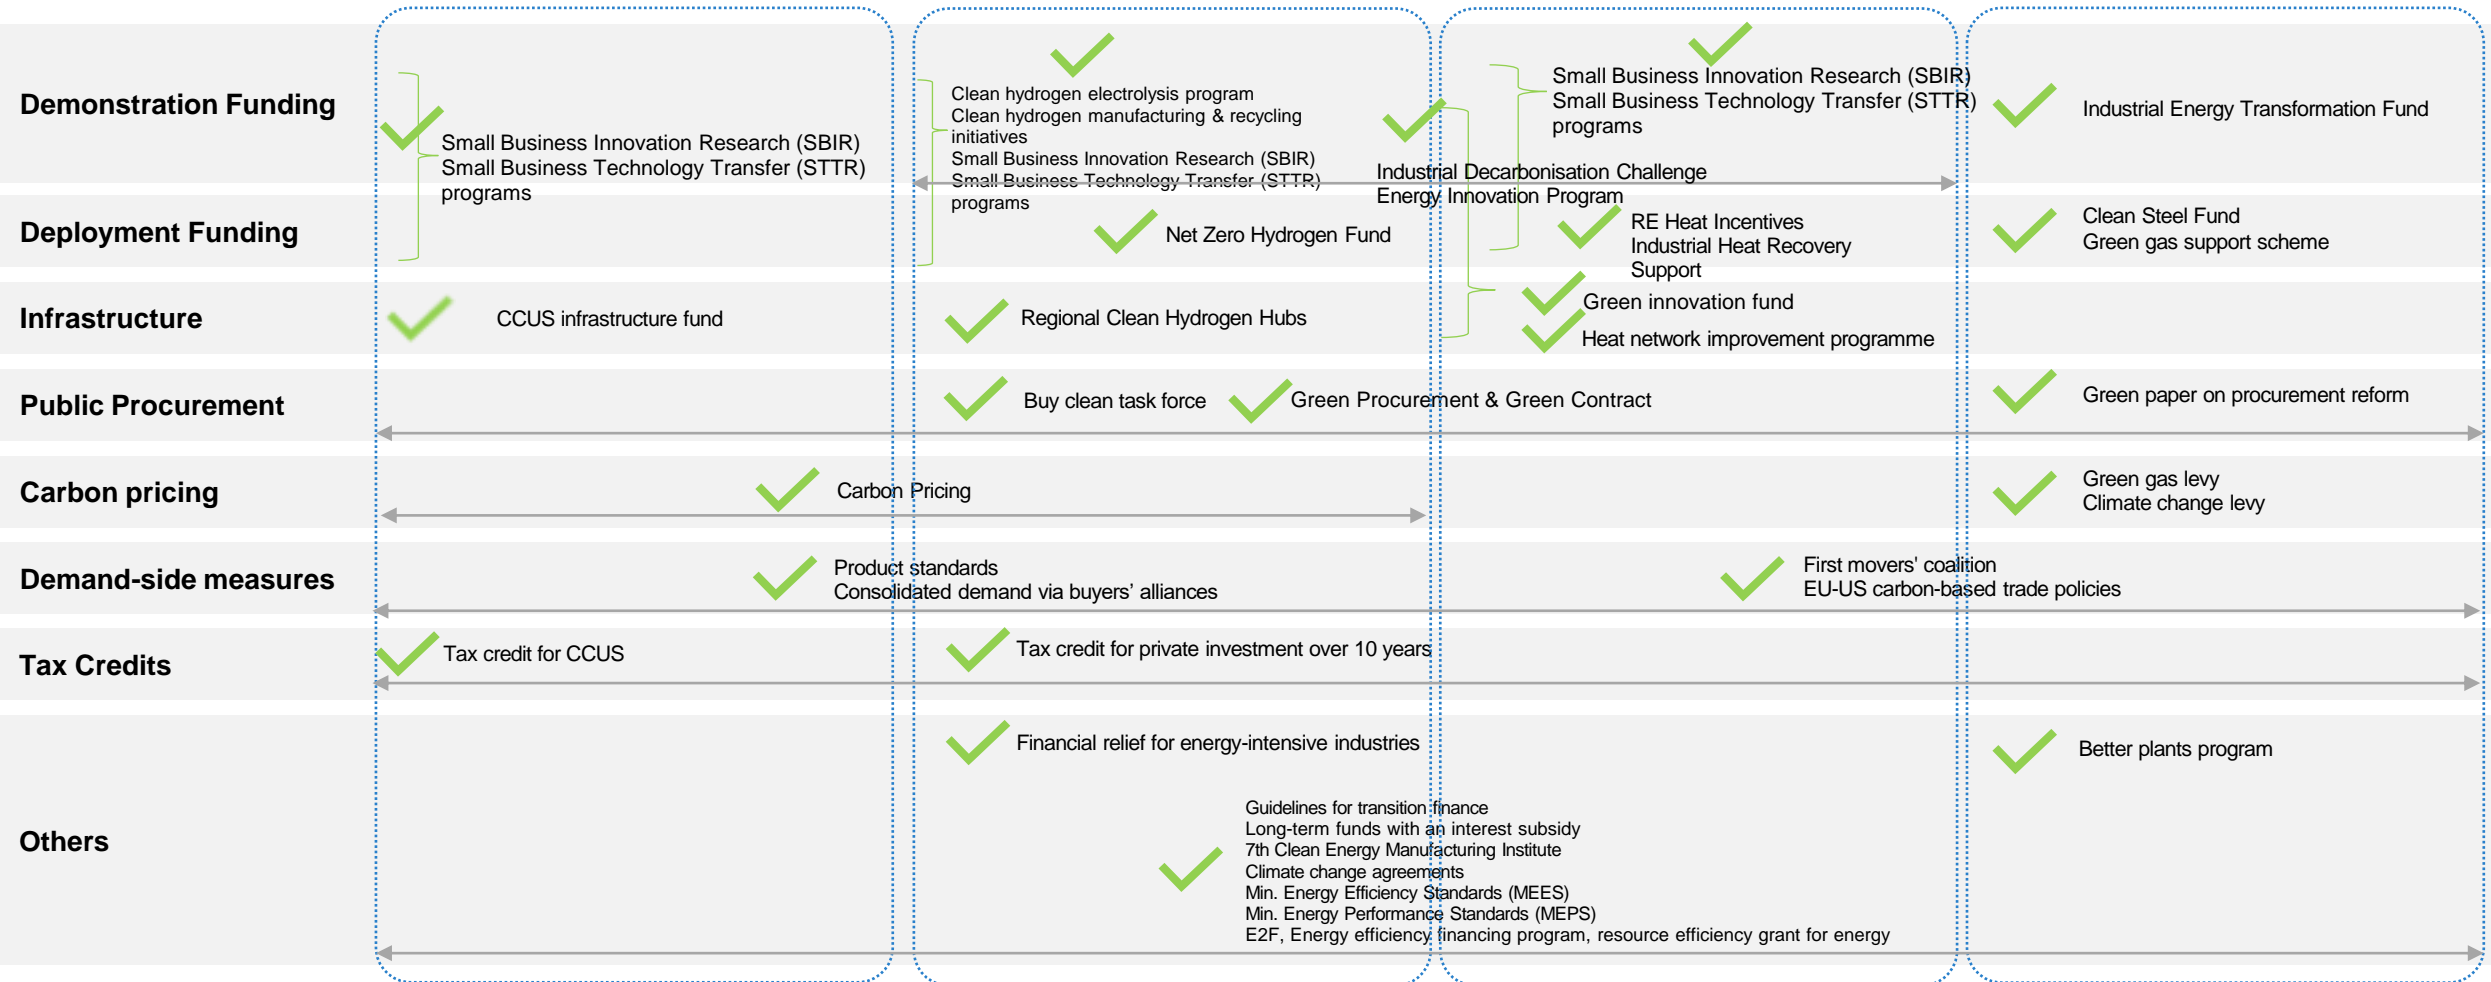 Demonstration Funding
Small Business Innovation Research (SBIR)
Small Business Technology Transfer (STTR)
programs
Clean hydrogen electrolysis program
Clean hydrogen manufacturing & recycling
initiatives
Small Business Innovation Research (SBIR)
Small Business Technology Transfer (STTR)
programs
Industrial Decarbonisation Challenge
Energy Innovation Program
Small Business Innovation Research (SBIR)
Small Business Technology Transfer (STTR)
programs
Industrial Energy Transformation Fund
Deployment Funding
Net Zero Hydrogen Fund
RE Heat Incentives
Industrial Heat Recovery
Support
Clean Steel Fund
Green gas support scheme
Infrastructure
CCUS infrastructure fund
Regional Clean Hydrogen Hubs
Green innovation fund
Heat network improvement programme
Public Procurement
Buy clean task force
Green Procurement & Green Contract
Green paper on procurement reform
Carbon pricing
Carbon Pricing
Green gas levy
Climate change levy
Demand-side measures
Product standards
Consolidated demand via buyers’ alliances
First movers' coalition
EU-US carbon-based trade policies
Tax Credits
Tax credit for CCUS
Tax credit for private investment over 10 years
Others
Financial relief for energy-intensive industries
Better plants program
Guidelines for transition finance
Long-term funds with an interest subsidy
7th Clean Energy Manufacturing Institute
Climate change agreements
Min. Energy Efficiency Standards (MEES)
Min. Energy Performance Standards (MEPS)
E2F, Energy efficiency financing program, resource efficiency grant for energy